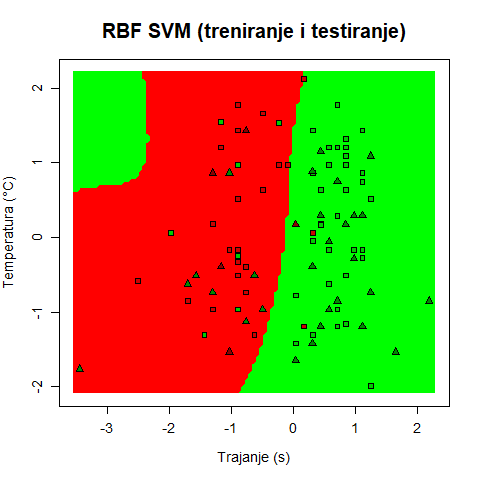 RBF SVM (treniranje i testiranje)
2
1
0
-1
-2
Temperatura (°C)
-3 -2 -1 0 1 2
Trajanje (s)